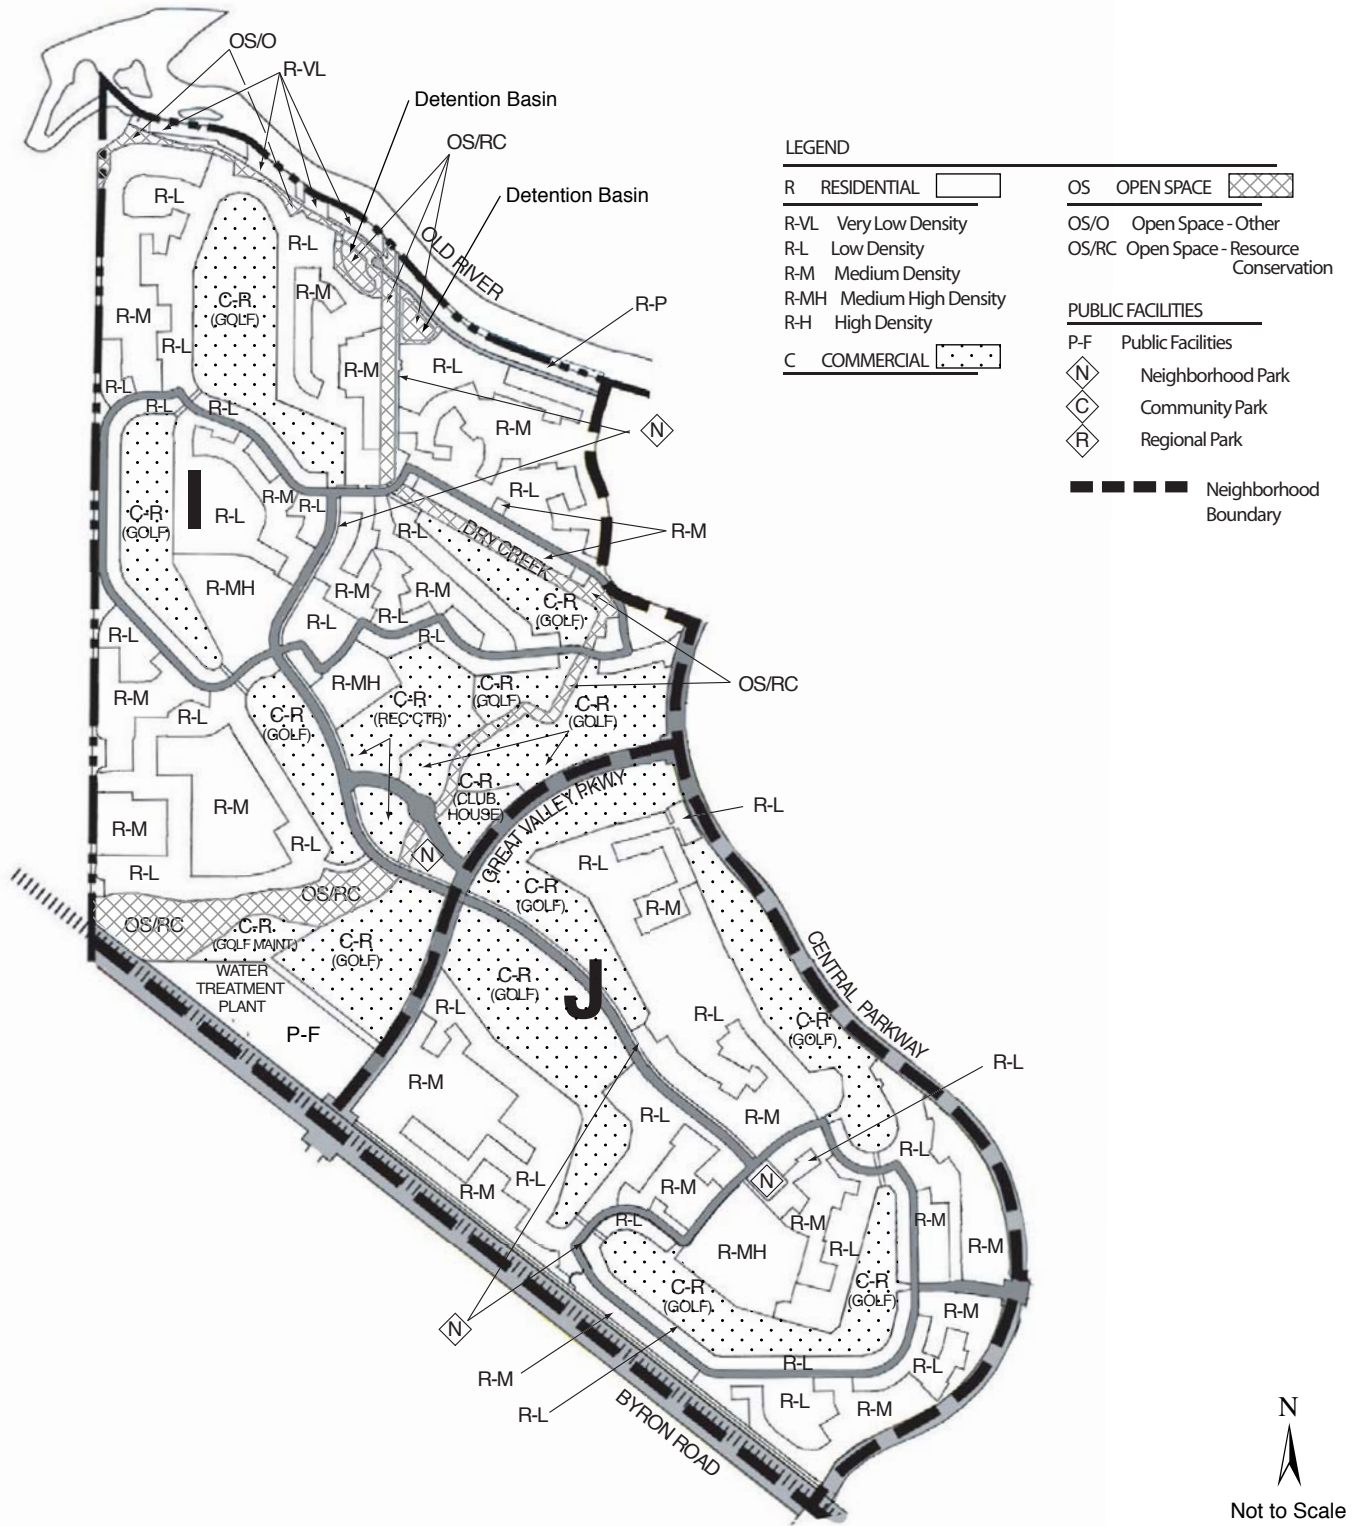 OS/O
R-VL
Detention Basin
OS/RC
Detention Basin
OLD RIVER
R-P
R-L
R-L
R-M
C-R
(GOLF)
R-M
R-L
R-M
R-L
R-L
R-L
R-L
R-M
N
R-L
C-R
(GOLF)
I
R-L
R-M
R-L
R-L
R-M
DRY CREEK
R-L
R-MH
R-M
R-M
C-R
(GOLF)
R-L
R-L
R-L
R-L
R-MH
C-R
(REC CTR)
C-R
(GOLF)
OS/RC
C-R
(GOLF)
R-M
R-L
C-R
(GOLF)
R-M
R-M
R-L
R-L
C-R
(CLUB
HOUSE)
GREAT VALLEY PKWY
R-L
N
OS/RC
OS/RC
C-R
(GOLF MAINT.)
C-R
(GOLF)
WATER
TREATMENT
PLANT
P-F
R-L
C-R
(GOLF)
R-M
C-R
(GOLF)
J
CENTRAL PARKWAY
R-L
R-L
C-R
(GOLF)
R-L
R-M
R-L
R-M
R-L
R-L
R-M
R-M
N
R-L
R-MH
R-M
R-L
R-M
R-M
C-R
(GOLF)
C-R
(GOLF)
R-M
N
R-M
R-L
R-L
R-L
R-L
R-M
BYRON ROAD
LEGEND
R RESIDENTIAL
R-VL Very Low Density
R-L Low Density
R-M Medium Density
R-MH Medium High Density
R-H High Density
C COMMERCIAL
OS OPEN SPACE
OS/O Open Space - Other
OS/RC Open Space - Resource
Conservation
PUBLIC FACILITIES
P-F Public Facilities
N Neighborhood Park
C Community Park
R Regional Park
Neighborhood
Boundary
N
Not to Scale